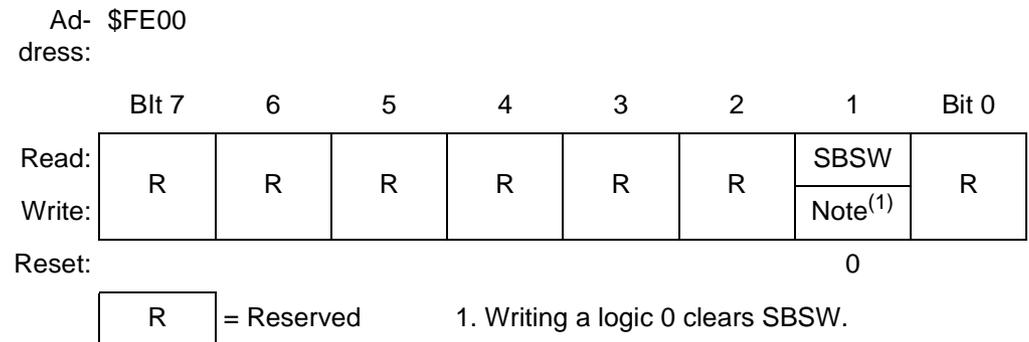 Ad- $FE00
dress:
BIt 7 6 5 4 3 2 1 Bit 0
Read: R R R R R R SBSW R
Write: Note(1)
Reset: 0
R = Reserved 1. Writing a logic 0 clears SBSW.